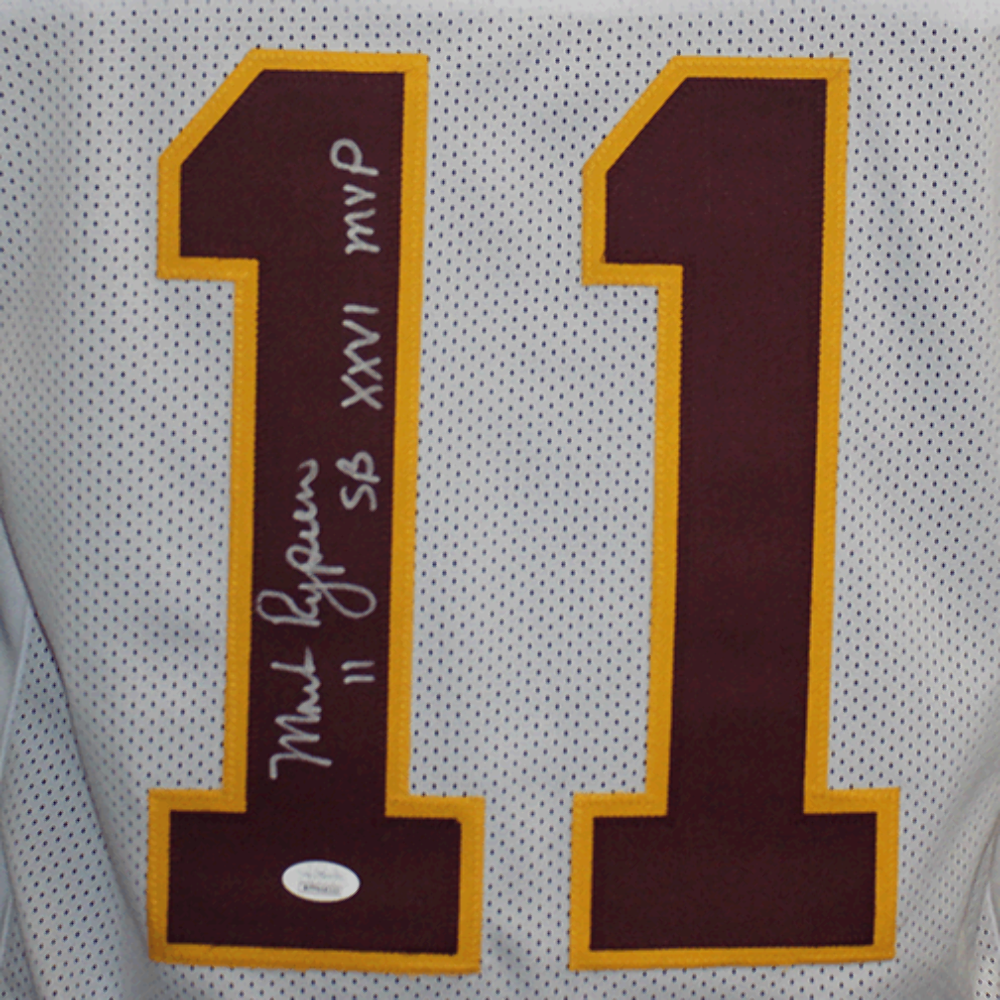 11
Mark Rypien
11 SB XXVI MVP